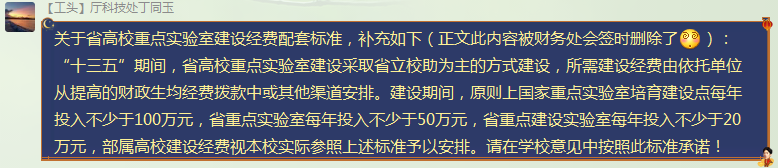 【工头】厅科技处丁同玉
关于省高校重点实验室建设经费配套标准，补充如下（正文此内容被财务处会签时删除了）：
“十三五”期间，省高校重点实验室建设采取省立校助为主的方式建设，所需建设经费由依托单位
从提高的财政生均经费拨款中或其他渠道安排。建设期间，原则上国家重点实验室培育建设点每年
投入不少于100万元，省重点实验室每年投入不少于50万元，省重点建设实验室每年投入不少于20
万元，部属高校建设经费视本校实际参照上述标准予以安排。请在学校意见中按照此标准承诺！